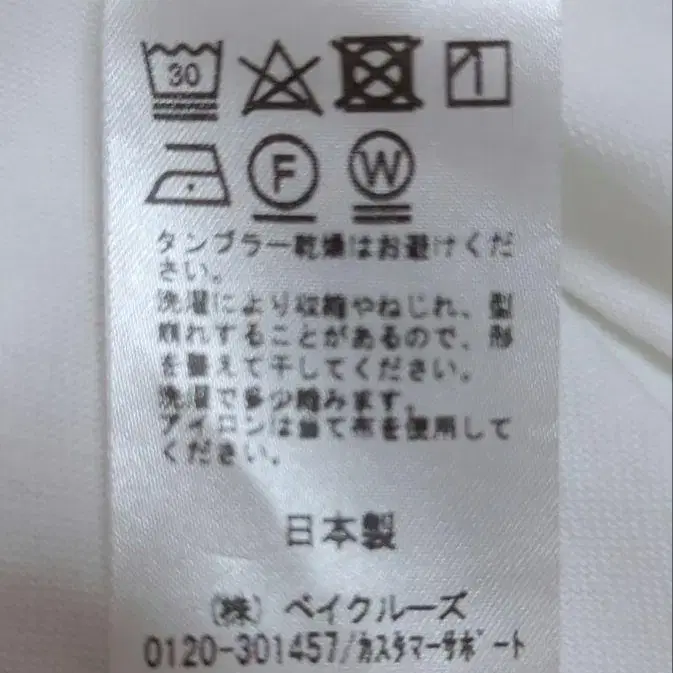 30
F
W
タンブラー乾燥はお避けくだ
さい。
洗濯により収縮やねじれ、型
崩れすることがあるので、形
を整えて干してください。
洗濯で多少縮みます。
アイロンは当て布を使用して
ください。
日本製
(株) ベイクルーズ
0120-301457/カスタマーサポート